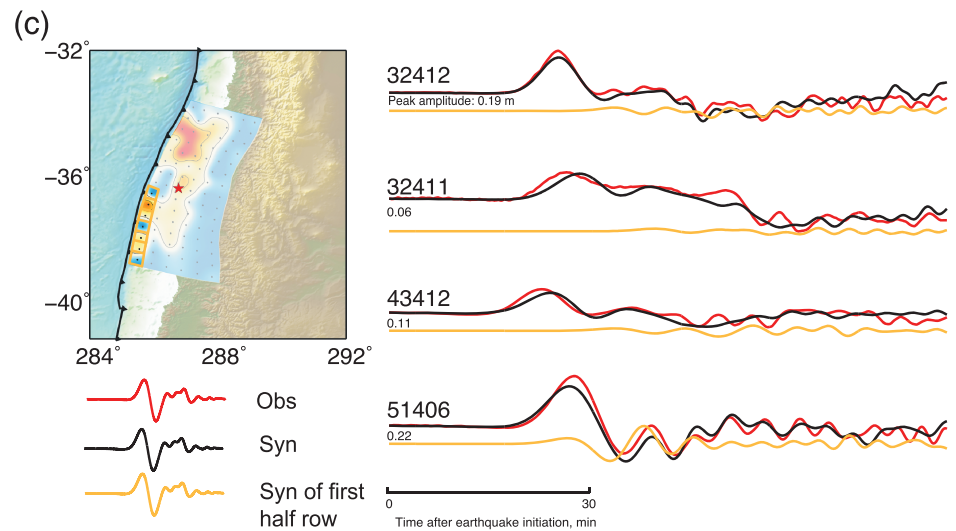 (c)
−32°
−36°
−40°
284° 288° 292°
32412
Peak amplitude: 0.19 m
32411
0.06
43412
0.11
51406
0.22
Obs
Syn
Syn of first
half row
0 30
Time after earthquake initiation, min